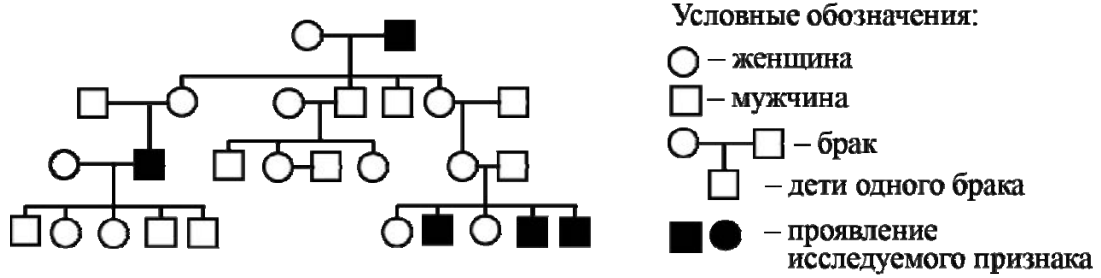 Условные обозначения:
– женщина
– мужчина
– брак
– дети одного брака
– проявление
исследуемого признака